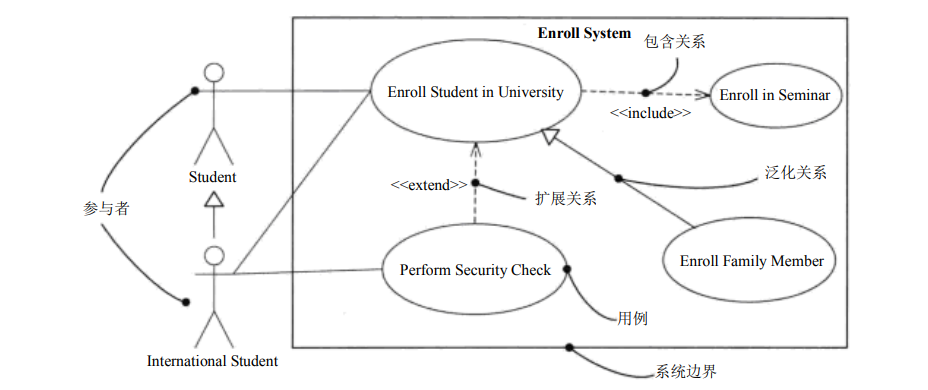 Enroll System
包含关系
Enroll Student in University
Enroll in Seminar
<<include>>
Student
<<extend>>
泛化关系
扩展关系
参与者
Perform Security Check
Enroll Family Member
用例
International Student
系统边界